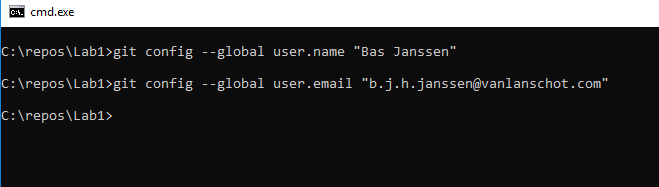 cmd.exe
C:\repos\Lab1>git config --global user.name "Bas Janssen"
C:\repos\Lab1>git config --global user.email "b.j.h.janssen@vanlanschot.com"
C:\repos\Lab1>